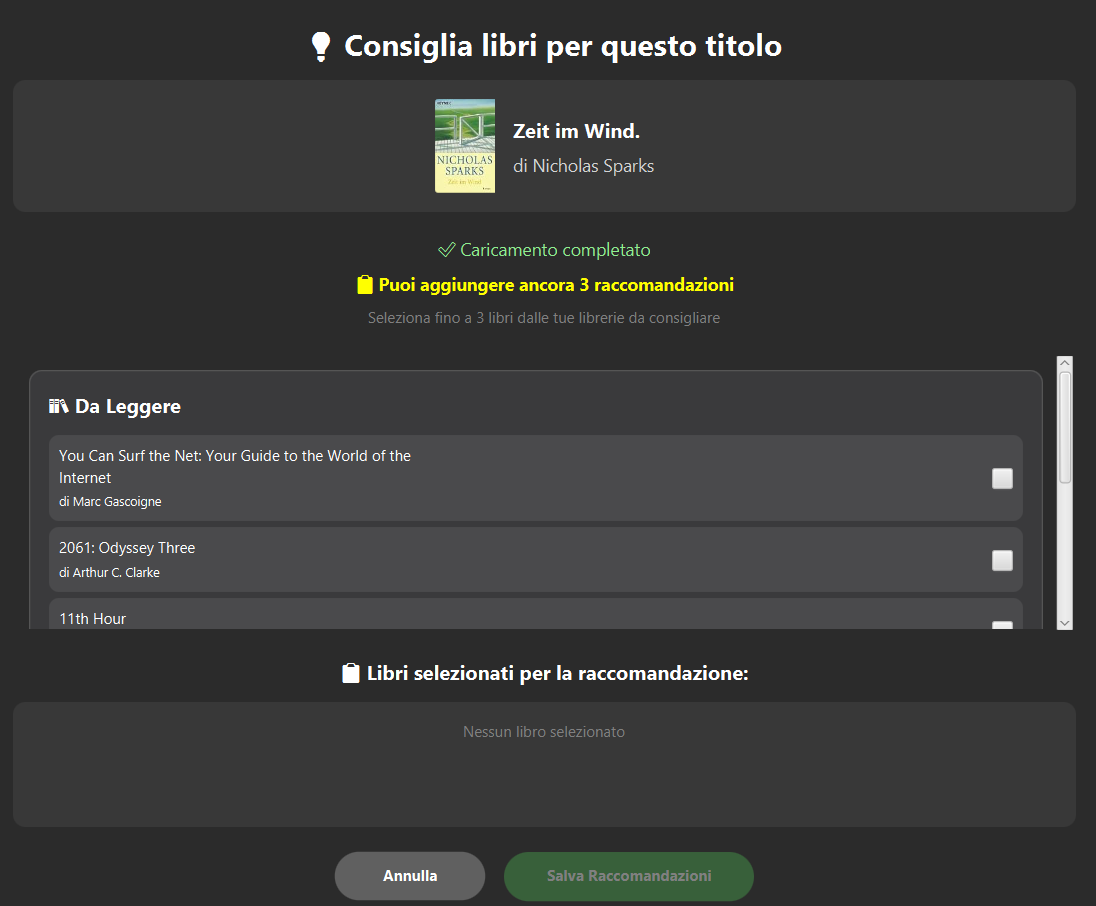 Consiglia libri per questo titolo
NICHOLAS
SPARKS
Zeit im Wind
Zeit im Wind.
di Nicholas Sparks
Caricamento completato
Puoi aggiungere ancora 3 raccomandazioni
Seleziona fino a 3 libri dalle tue librerie da consigliare
Da Leggere
You Can Surf the Net: Your Guide to the World of the
Internet
di Marc Gascoigne
2061: Odyssey Three
di Arthur C. Clarke
11th Hour
Libri selezionati per la raccomandazione:
Nessun libro selezionato
Annulla
Salva Raccomandazioni